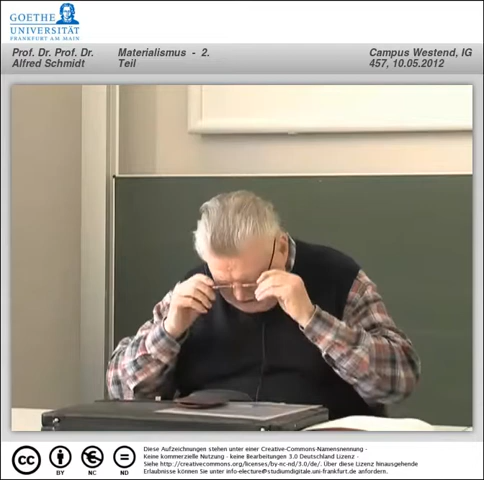 GOETHE
UNIVERSITÄT
FRANKFURT AM MAIN
Prof. Dr. Prof. Dr.
Alfred Schmidt
Materialismus - 2.
Teil
Campus Westend, IG
457, 10.05.2012
cc BY NC ND
Diese Aufzeichnungen stehen unter einer Creative-Commons-Namensnennung -
Keine kommerzielle Nutzung - keine Bearbeitungen 3.0 Deutschland Lizenz -
Siehe http://creativecommons.org/licenses/by-nc-nd/3.0/de/. Über diese Lizenz hinausgehende
Erlaubnisse können Sie unter info-electure@studiumdigitale.uni-frankfurt.de anfordern.